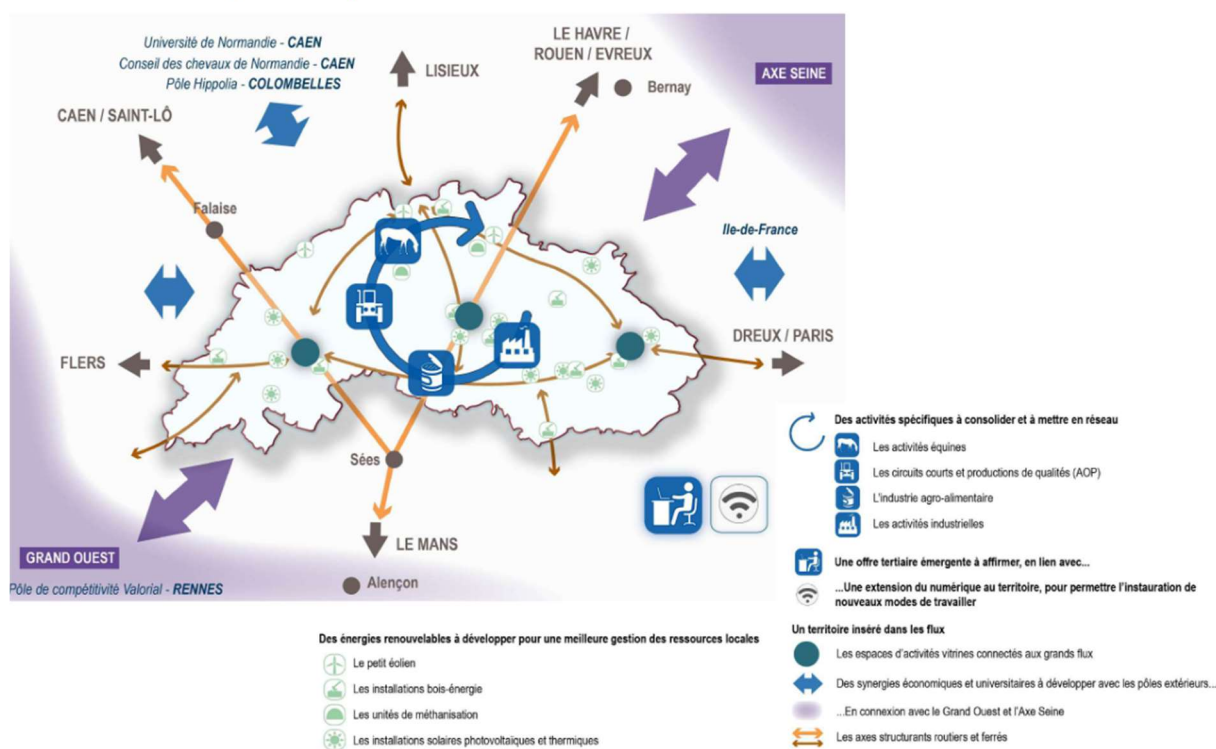 Université de Normandie - CAEN
Conseil des chevaux de Normandie - CAEN
Pôle Hippolia - COLOMBELLES
LISIEUX
LE HAVRE /
ROUEN / EVREUX
Bernay
AXE SEINE
CAEN / SAINT-LÔ
Falaise
Ile-de-France
FLERS
DREUX / PARIS
Sées
LE MANS
GRAND OUEST
Alençon
Pôle de compétitivité Valorial - RENNES
Des activités spécifiques à consolider et à mettre en réseau
Les activités équines
Les circuits courts et productions de qualités (AOP)
L'industrie agro-alimentaire
Les activités industrielles
Une offre tertiaire émergente à affirmer, en lien avec...
...Une extension du numérique au territoire, pour permettre l'instauration de
nouveaux modes de travailler
Un territoire inséré dans les flux
Les espaces d'activités vitrines connectés aux grands flux
Des synergies économiques et universitaires à développer avec les pôles extérieurs...
...En connexion avec le Grand Ouest et l'Axe Seine
Les axes structurants routiers et ferrés
Des énergies renouvelables à développer pour une meilleure gestion des ressources locales
Le petit éolien
Les installations bois-énergie
Les unités de méthanisation
Les installations solaires photovoltaïques et thermiques